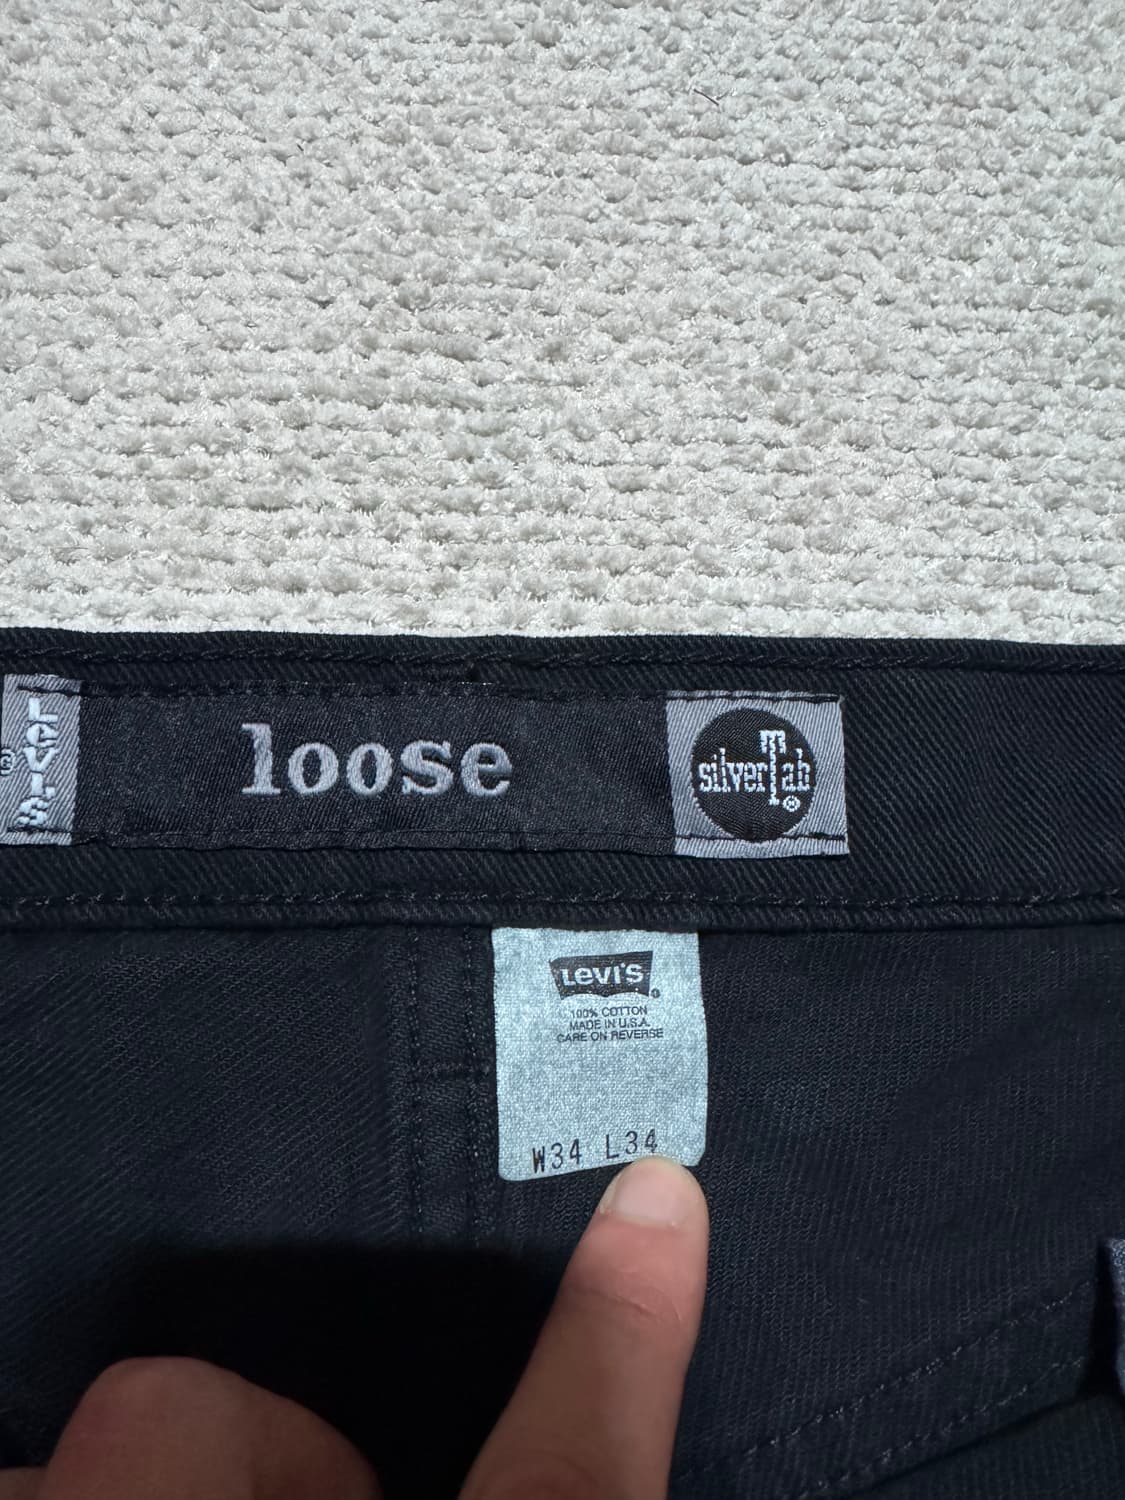 LEVI'S
loose
silverTab®
LEVI'S®
100% COTTON
MADE IN U.S.A.
CARE ON REVERSE
W34 L34